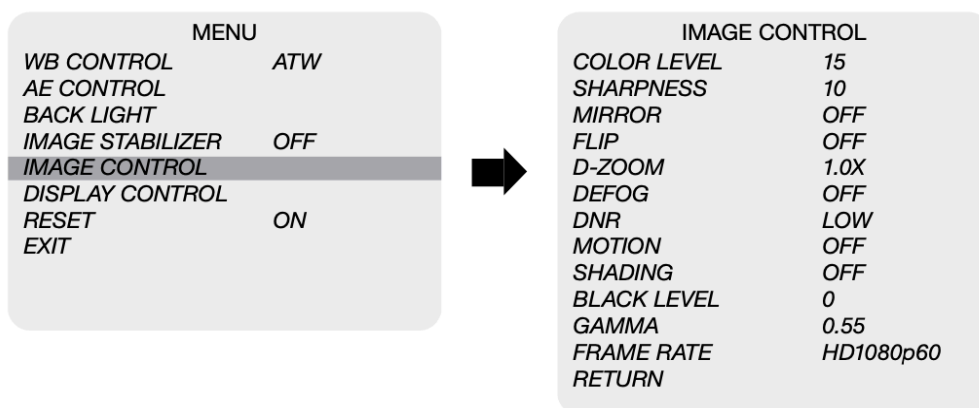 MENU
WB CONTROL ATW
AE CONTROL
BACK LIGHT
IMAGE STABILIZER OFF
IMAGE CONTROL
DISPLAY CONTROL
RESET ON
EXIT
IMAGE CONTROL
COLOR LEVEL 15
SHARPNESS 10
MIRROR OFF
FLIP OFF
D-ZOOM 1.0X
DEFOG OFF
DNR LOW
MOTION OFF
SHADING OFF
BLACK LEVEL 0
GAMMA 0.55
FRAME RATE HD1080p60
RETURN